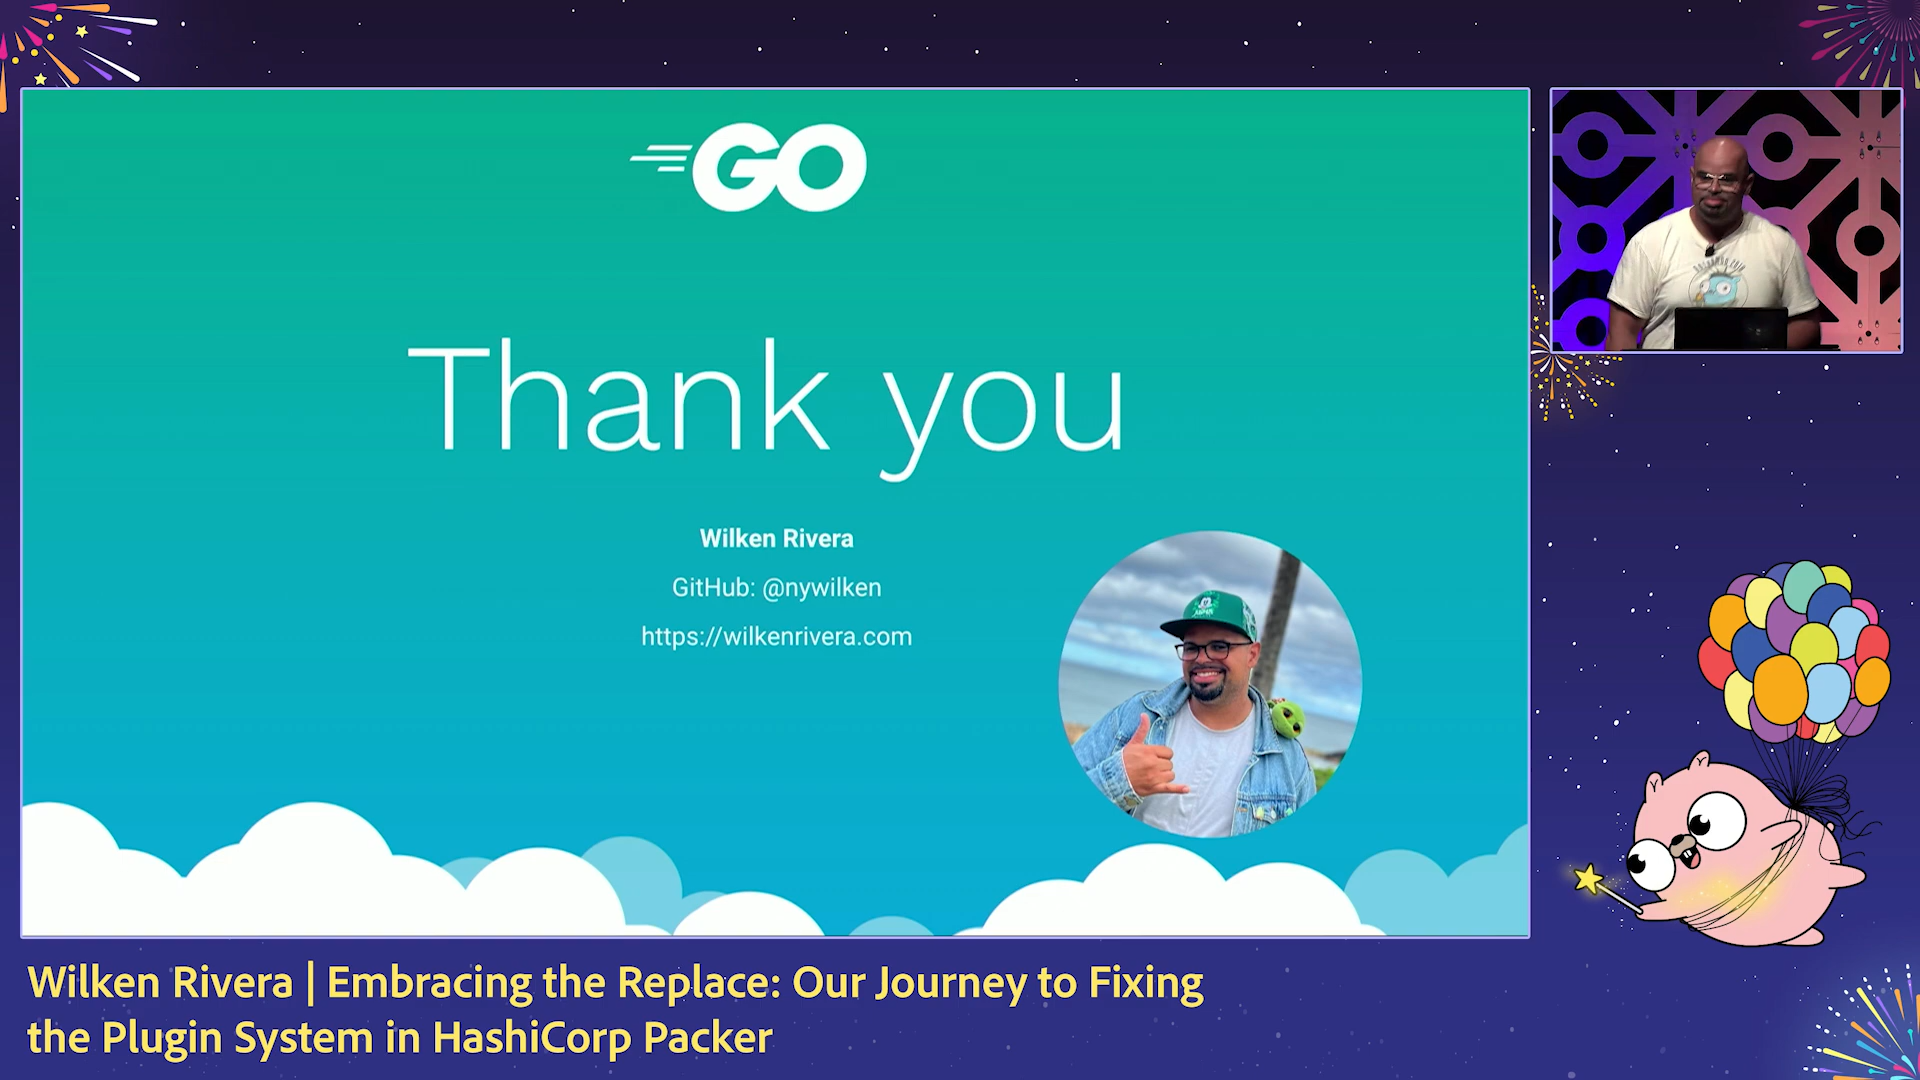 GO
Thank you
Wilken Rivera
GitHub: @nywilken
https://wilkenrivera.com
Wilken Rivera | Embracing the Replace: Our Journey to Fixing
the Plugin System in HashiCorp Packer